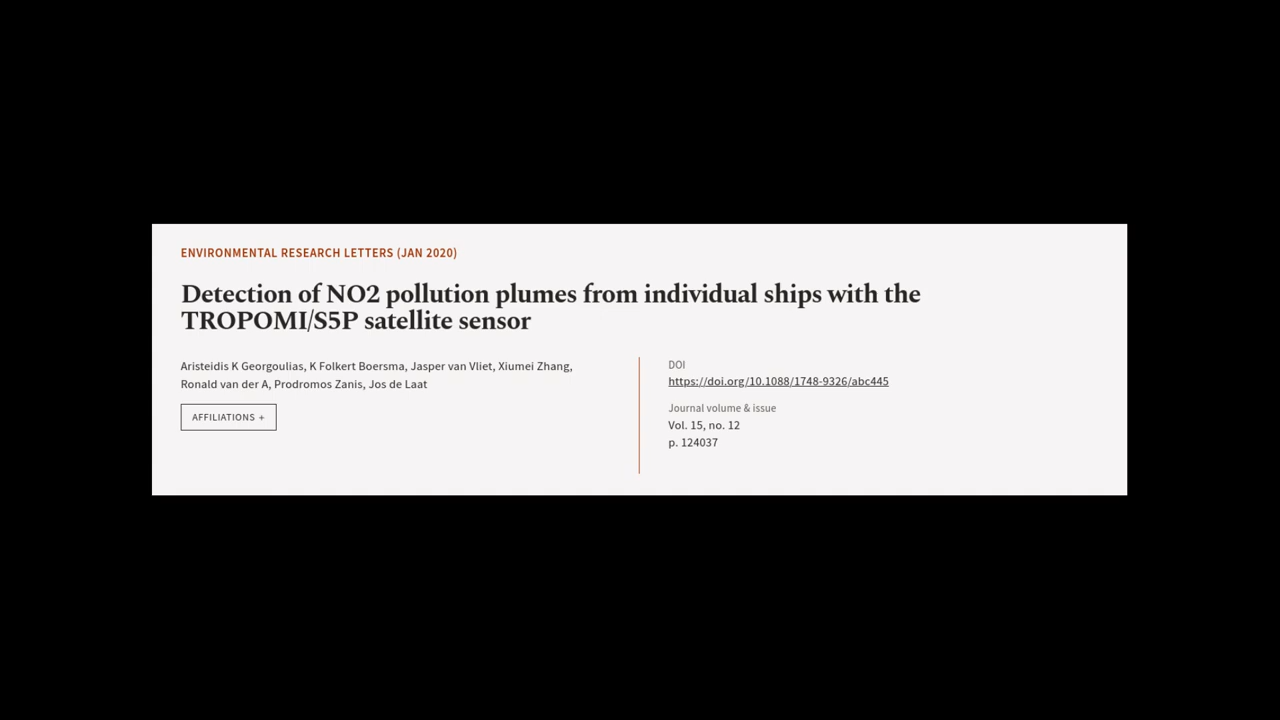 ENVIRONMENTAL RESEARCH LETTERS (JAN 2020)
Detection of NO2 pollution plumes from individual ships with the
TROPOMI/S5P satellite sensor
Aristeidis K Georgoulias, K Folkert Boersma, Jasper van Vliet, Xiumei Zhang,
Ronald van der A, Prodromos Zanis, Jos de Laat
AFFILIATIONS +
DOI
https://doi.org/10.1088/1748-9326/abc445
Journal volume & issue
Vol. 15, no. 12
p. 124037